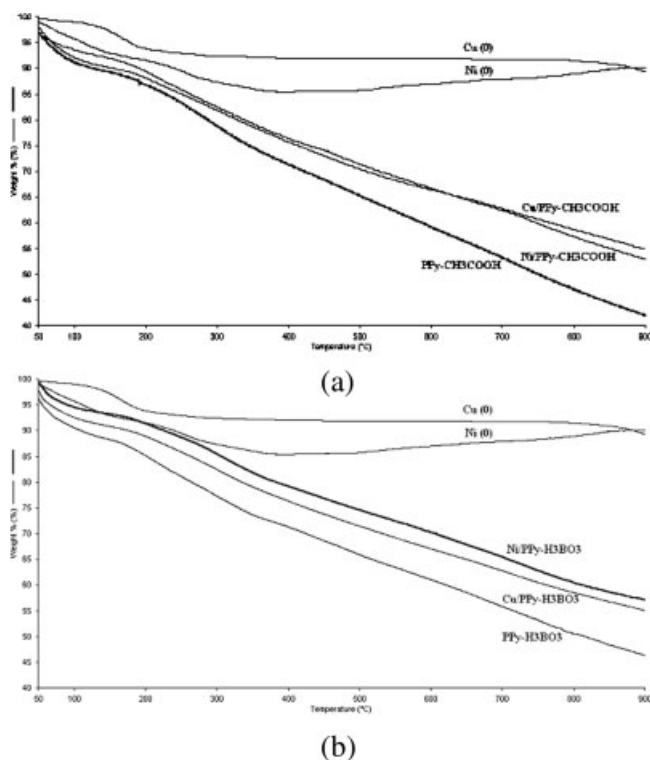 100
95
90
85
80
75
70
65
60
55
50
45
40
Weight % (%)
Cu (0)
Ni (0)
Cu/PPy-CH3COOH
Ni/PPy-CH3COOH
PPy-CH3COOH
50 100 200 300 400 500 600 700 800 900
Temperature (°C)
(a)
100
95
90
85
80
75
70
65
60
55
50
45
40
Weight % (%)
Cu (0)
Ni (0)
Ni/PPy-H3BO3
Cu/PPy-H3BO3
PPy-H3BO3
50 100 200 300 400 500 600 700 800 900
Temperature (°C)
(b)